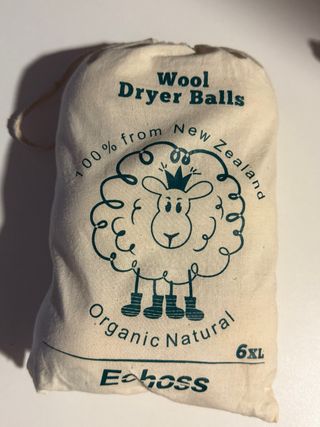 Wool
Dryer Balls
100% from New Zealand
Organic Natural
6XL